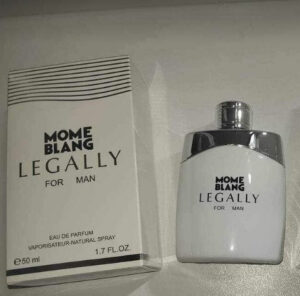 MOME
BLANG
LEGALLY
FOR MAN
EAU DE PARFUM
VAPORISATEUR-NATURAL SPRAY
℮50 ml
1.7 FL.OZ.
MOME
BLANG
LEGALLY
FOR MAN